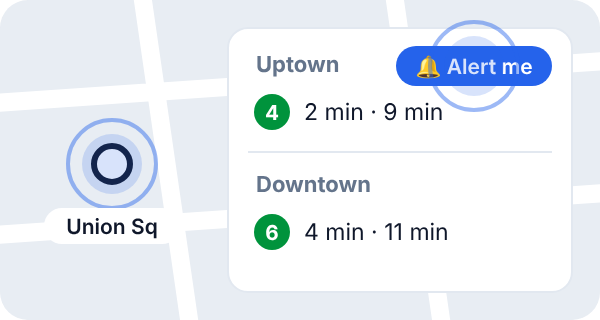 Uptown
🔔 Alert me
4 2 min · 9 min
Downtown
6 4 min · 11 min
Union Sq